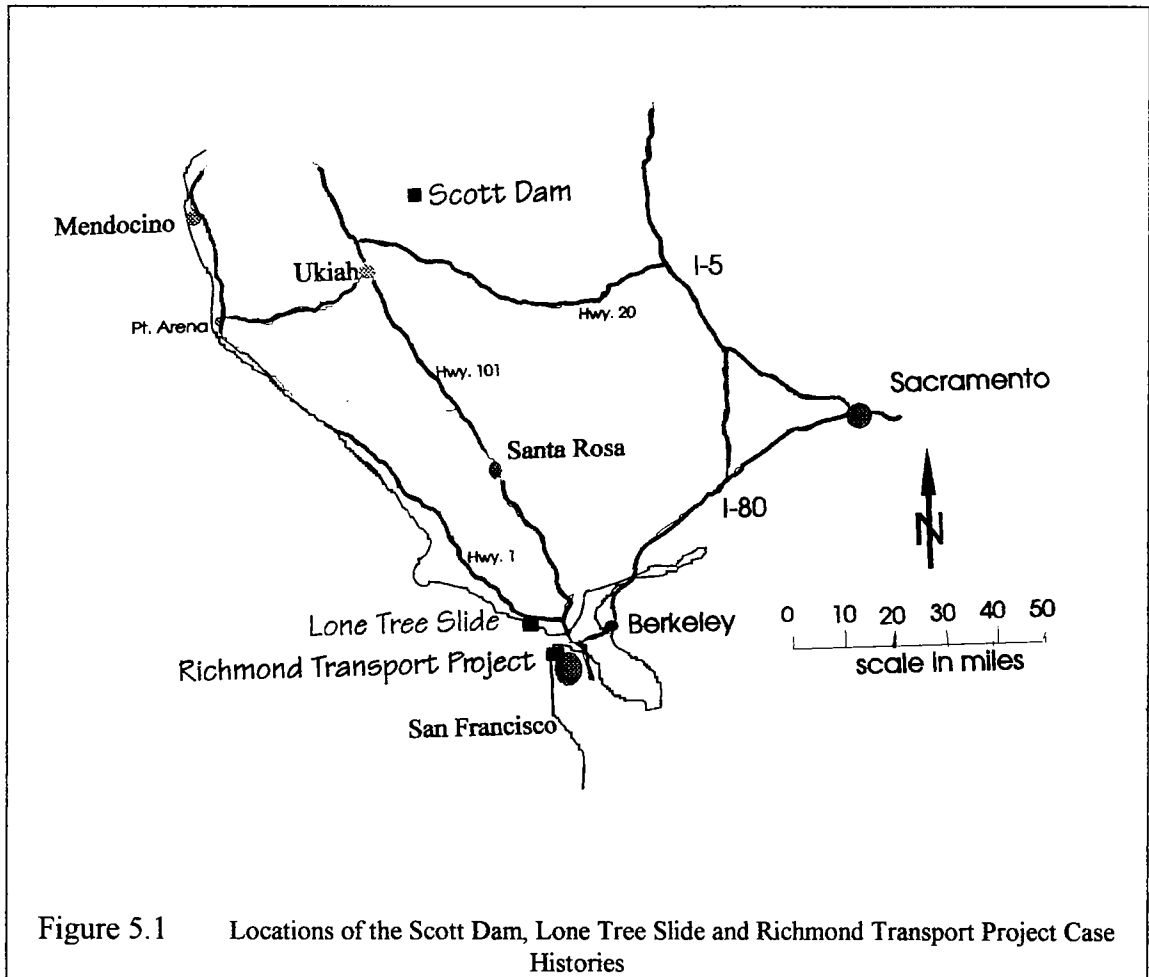 Scott Dam
Mendocino
Ukiah
I-5
Pt. Arena
Hwy. 20
Hwy. 101
Sacramento
Santa Rosa
I-80
N
Hwy. 1
Lone Tree Slide
Berkeley
0 10 20 30 40 50
scale in miles
Richmond Transport Project
San Francisco
Figure 5.1 Locations of the Scott Dam, Lone Tree Slide and Richmond Transport Project Case
Histories